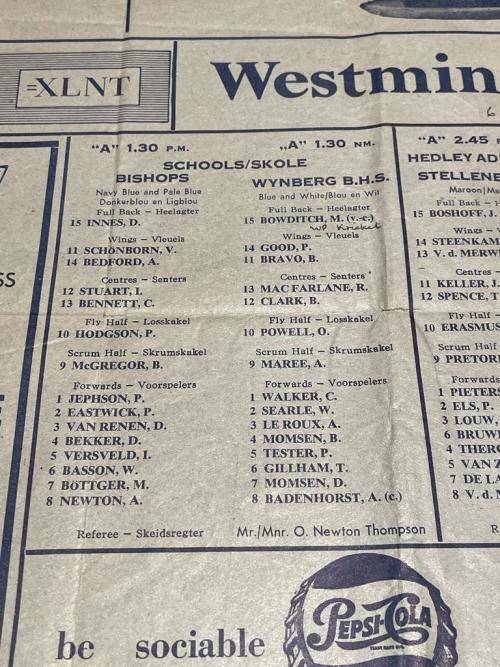 =XLNT
Westmin
6
"A" 1.30 P.M.
„A" 1.30 NM.
SCHOOLS/SKOLE
BISHOPS
Navy Blue and Pale Blue
Donkerblou en Ligblou
Full Back – Heelagter
15 INNES, D.
Wings – Vleuels
11 SCHÖNBORN, V.
14 BEDFORD, A.
Centres – Senters
12 STUART, I.
13 BENNETT, C.
Fly Half – Losskakel
10 HODGSON, P.
Scrum Half – Skrumskakel
9 McGREGOR, B.
Forwards – Voorspelers
1 JEPHSON, P.
2 EASTWICK, P.
3 VAN RENEN, D.
4 BEKKER, D.
5 VERSVELD, I.
6 BASSON, W.
7 BÖTTGER, M.
8 NEWTON, A.
WYNBERG B.H.S.
Blue and White/Blou en Wit
Full Back – Heelagter
15 BOWDITCH, M. (v.-c.)
WP Krieket
Wings – Vleuels
14 GOOD, P.
11 BRAVO, B.
Centres – Senters
13 MACFARLANE, R.
12 CLARK, B.
Fly Half – Losskakel
10 POWELL, O.
Scrum Half – Skrumskakel
9 MAREE, A.
Forwards – Voorspelers
1 WALKER, C.
2 SEARLE, W.
3 LE ROUX, A.
4 MOMSEN, B.
5 TESTER, P.
6 GILLHAM, T.
7 MOMSEN, D.
8 BADENHORST, A. (c.)
Referee – Skeidsregter Mr./Mnr. O. Newton Thompson
"A" 2.45 P
HEDLEY AD
STELLENE
Maroon/M
Full Back
15 BOSHOFF, J.
Wings – V
14 STEENKAM
13 V. d. MERW
Centres –
11 KELLER, J
12 SPENCE, T
Fly Half –
10 ERASMUS
Scrum Half
9 PRETOR
Forwards
1 PIETERS
2 ELS, P.
3 LOUW,
6 BRUW
4 THERO
5 VAN Z
7 DE LA
8 V. d. M
R
7
SS
E
be sociable
PEPSI-COLA
TRADE MARK REG.